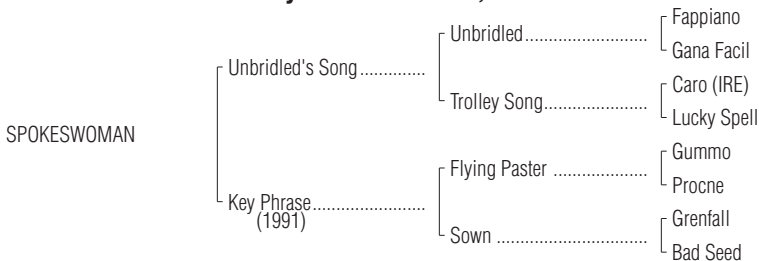 Fappiano
Unbridled..............................
Gana Facil
Unbridled's Song..............
Caro (IRE)
Trolley Song.........................
Lucky Spell
SPOKESWOMAN
Gummo
Flying Paster .......................
Procne
Key Phrase...........................
(1991)
Grenfall
Sown .....................................
Bad Seed